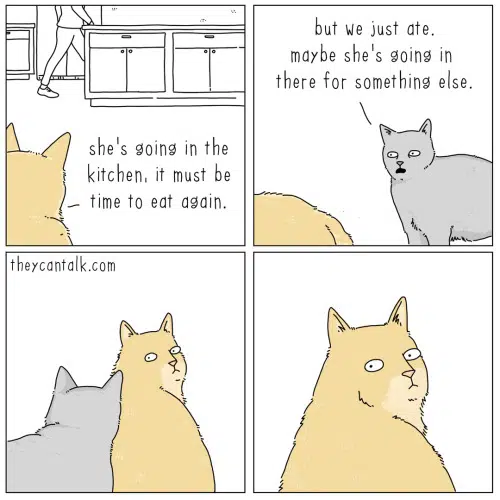 she's going in the
kitchen, it must be
time to eat again.
but we just ate.
maybe she's going in
there for something else.
theycantalk.com